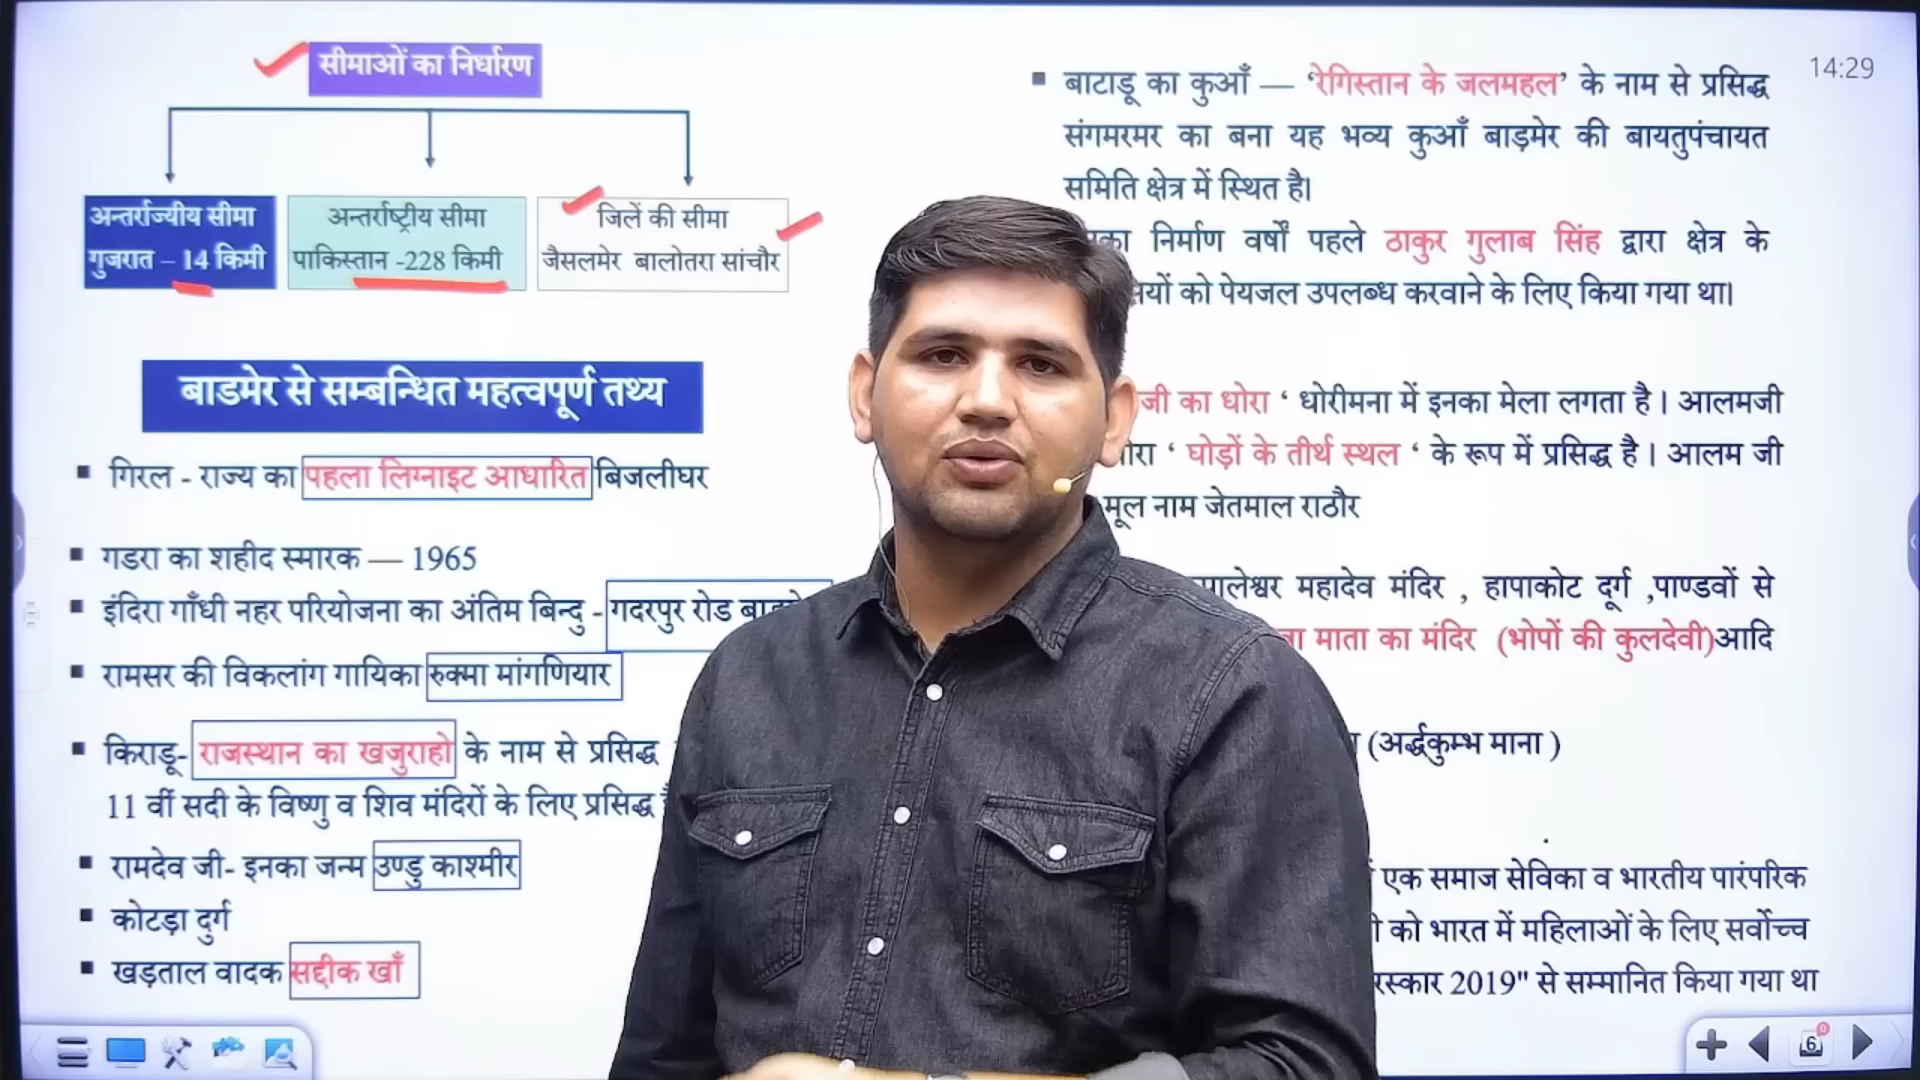 सीमाओं का निर्धारण
अन्तर्राज्यीय सीमा
गुजरात – 14 किमी
अन्तर्राष्ट्रीय सीमा
पाकिस्तान -228 किमी
जिलें की सीमा
जैसलमेर बालोतरा सांचौर
बाडमेर से सम्बन्धित महत्वपूर्ण तथ्य
गिरल - राज्य का पहला लिग्नाइट आधारित बिजलीघर
गडरा का शहीद स्मारक — 1965
इंदिरा गाँधी नहर परियोजना का अंतिम बिन्दु - गदरपुर रोड
रामसर की विकलांग गायिका रुक्मा मांगणियार
किराडू- राजस्थान का खजुराहो के नाम से प्रसिद्ध
11 वीं सदी के विष्णु व शिव मंदिरों के लिए प्रसिद्ध
रामदेव जी- इनका जन्म उण्डु काश्मीर
कोटड़ा दुर्ग
खड़ताल वादक सद्दीक खाँ
14:29
बाटाडू का कुआँ — ‘रेगिस्तान के जलमहल’ के नाम से प्रसिद्ध
संगमरमर का बना यह भव्य कुआँ बाड़मेर की बायतुपंचायत
समिति क्षेत्र में स्थित है।
निर्माण वर्षों पहले ठाकुर गुलाब सिंह द्वारा क्षेत्र के
को पेयजल उपलब्ध करवाने के लिए किया गया था।
जी का धोरा ‘ धोरीमना में इनका मेला लगता है । आलमजी
‘ घोड़ों के तीर्थ स्थल ‘ के रूप में प्रसिद्ध है । आलम जी
मूल नाम जेतमाल राठौर
महादेव मंदिर , हापाकोट दूर्ग ,पाण्डवों से
माता का मंदिर (भोपों की कुलदेवी)आदि
(अर्द्धकुम्भ माना )
एक समाज सेविका व भारतीय पारंपरिक
को भारत में महिलाओं के लिए सर्वोच्च
2019" से सम्मानित किया गया था
6
0